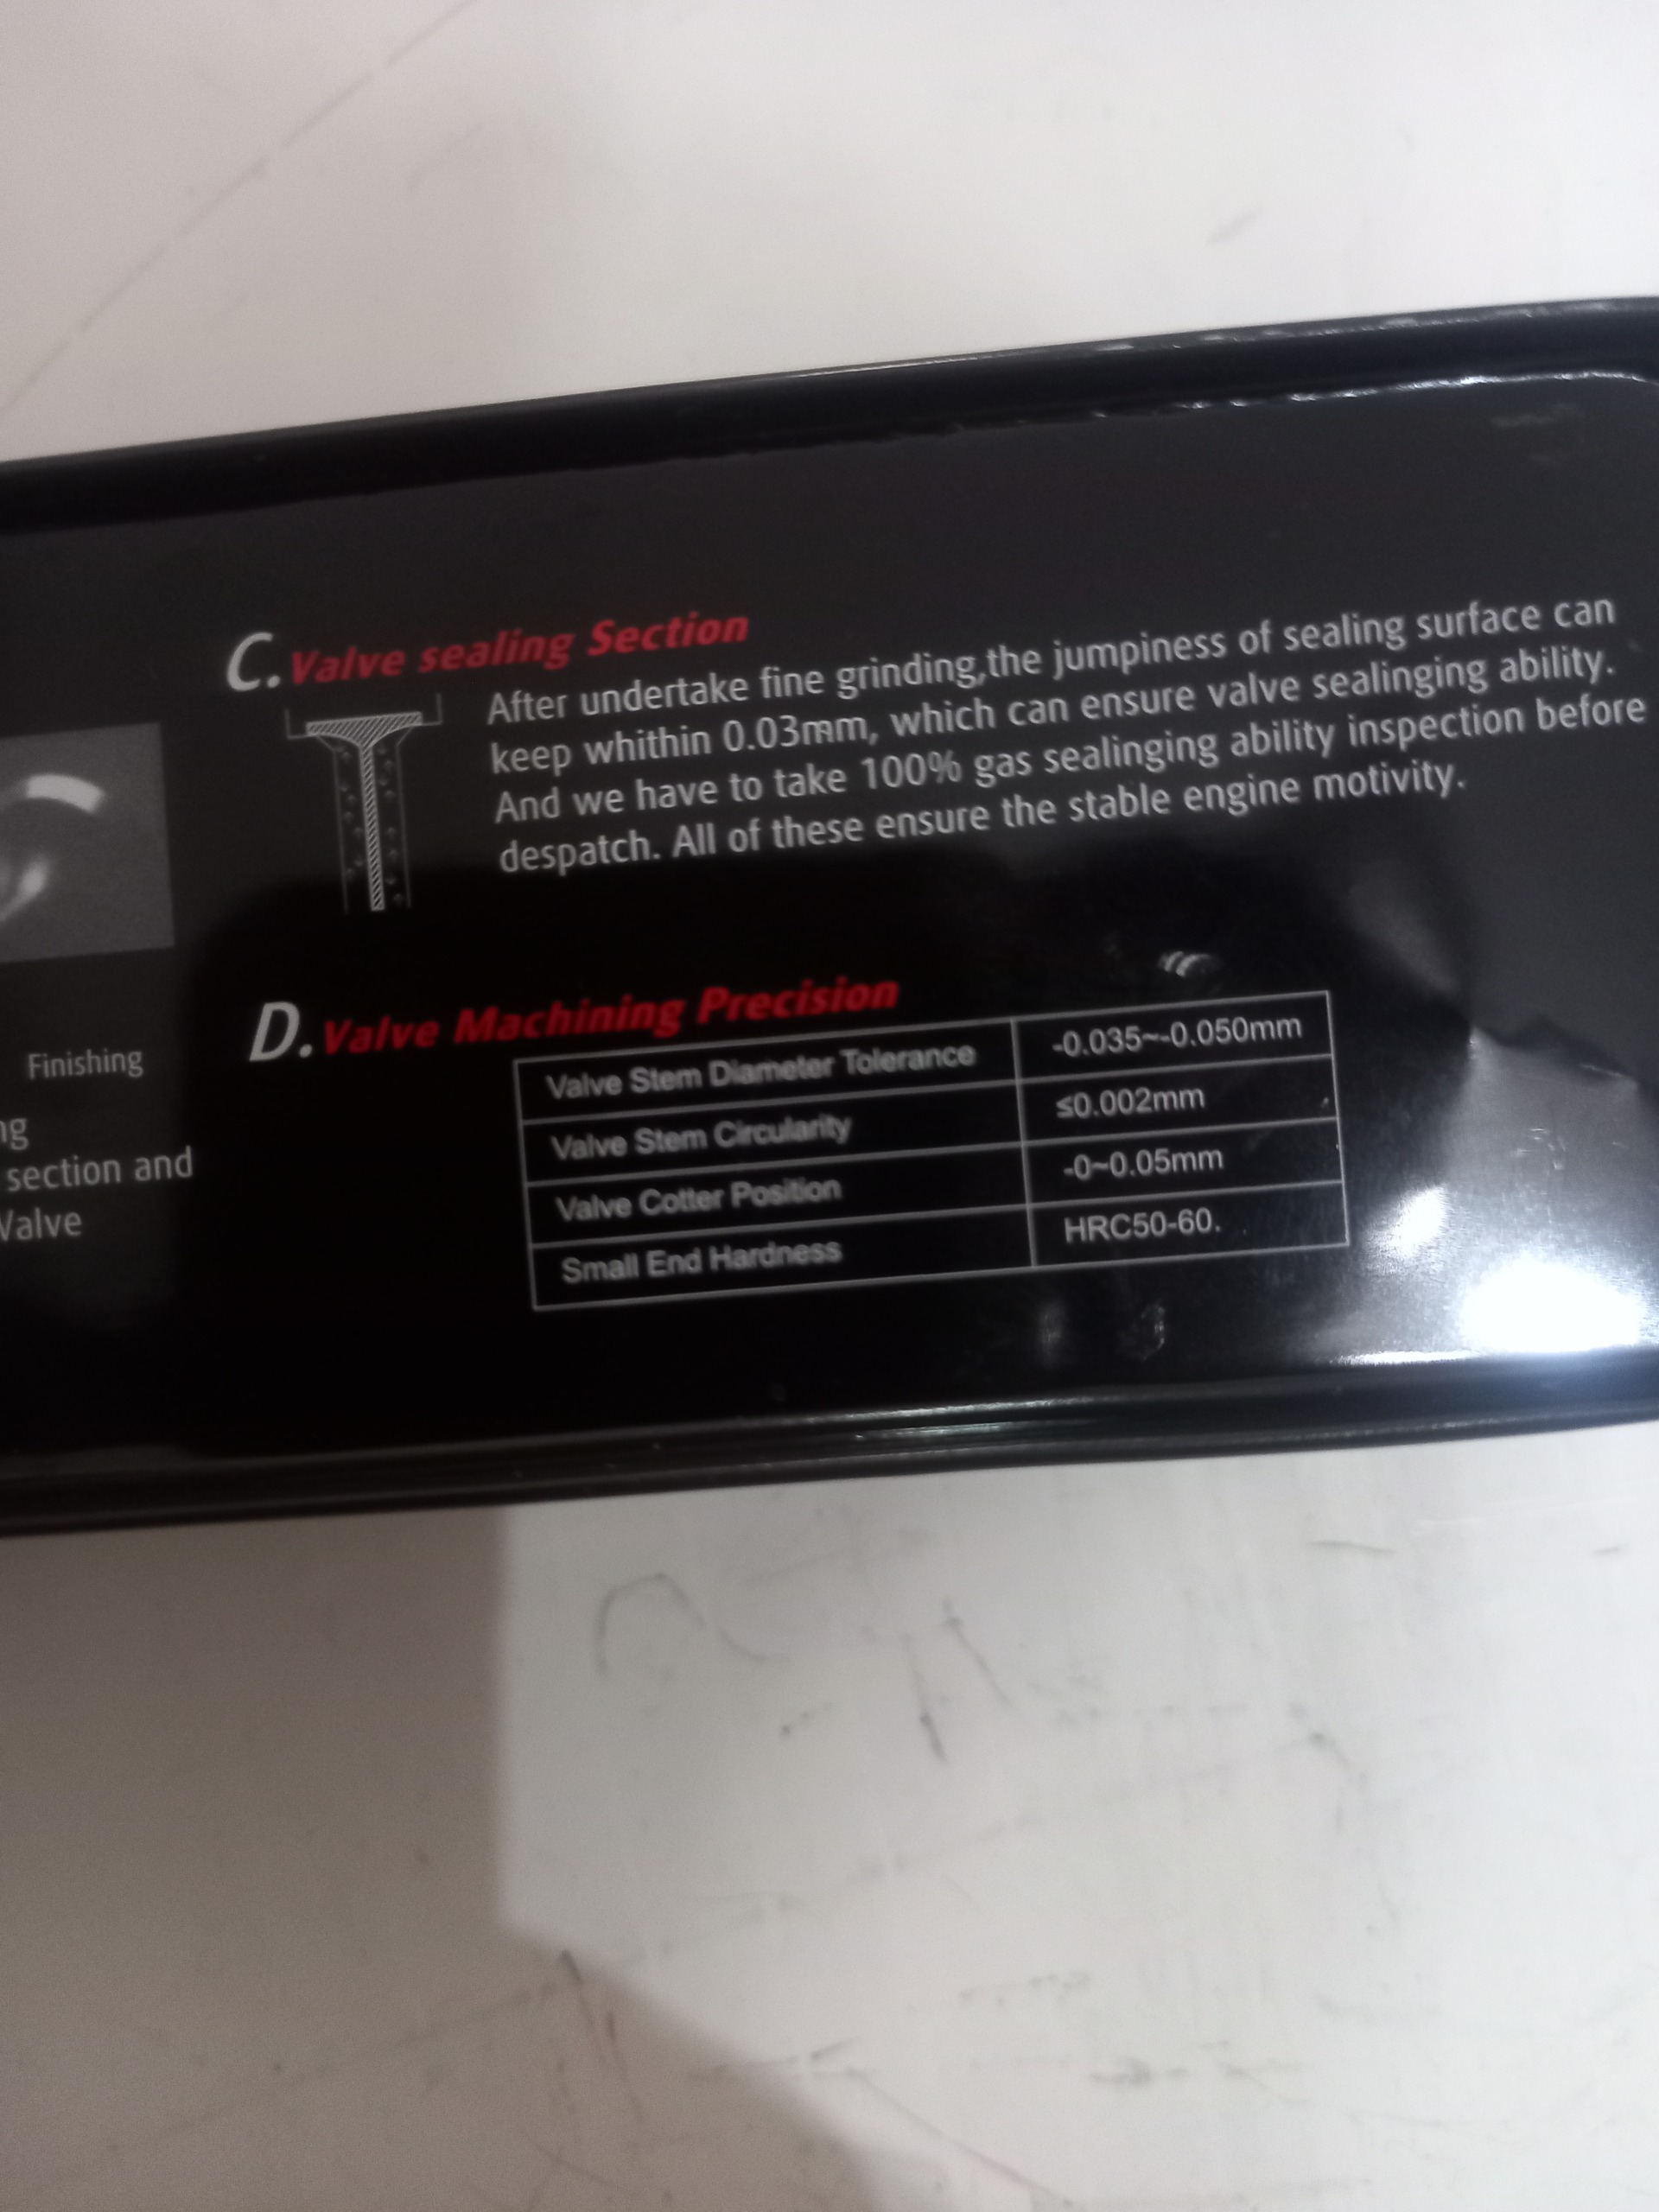 Finishing
ng
section and
Valve
C. Valve sealing Section
After undertake fine grinding,the jumpiness of sealing surface can
keep whithin 0.03mm, which can ensure valve sealinging ability.
And we have to take 100% gas sealinging ability inspection before
despatch. All of these ensure the stable engine motivity.
D. Valve Machining Precision
Valve Stem Diameter Tolerance -0.035~-0.050mm
Valve Stem Circularity ≤0.002mm
Valve Cotter Position -0~0.05mm
Small End Hardness HRC50-60.